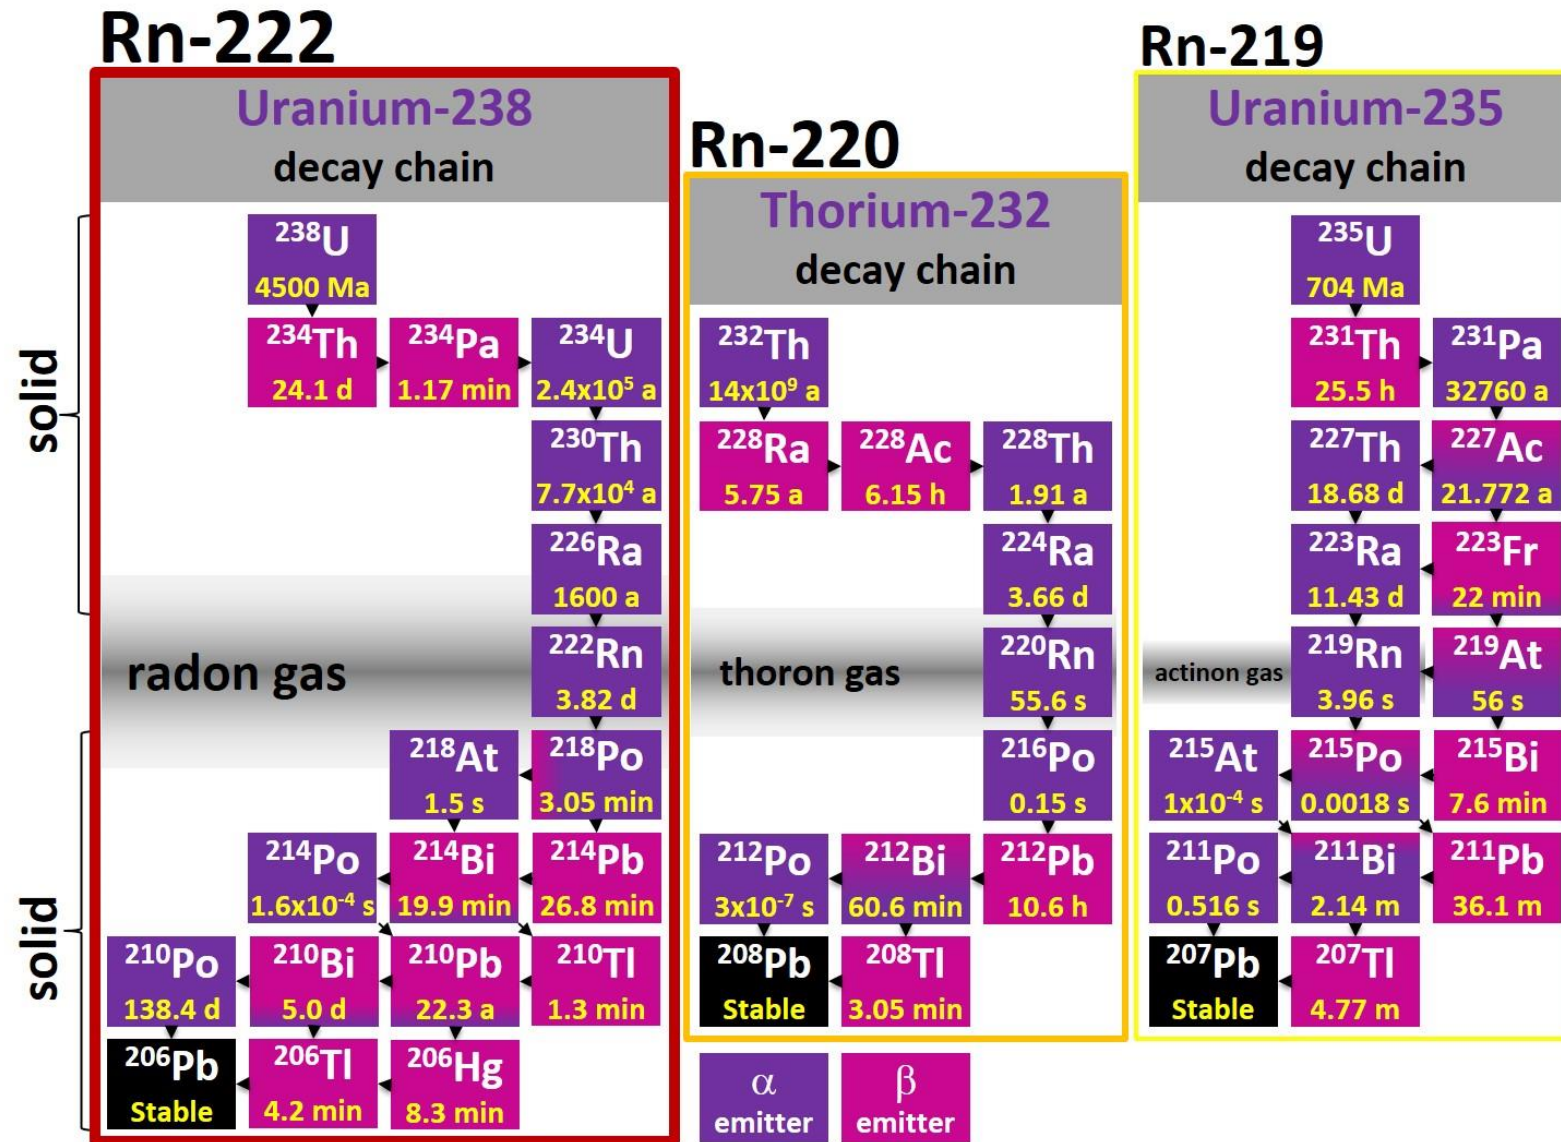 Rn-222
Uranium-238
decay chain
solid
²³⁸U
4500 Ma
²³⁴Th
24.1 d
²³⁴Pa
1.17 min
²³⁴U
2.4x10⁵ a
²³⁰Th
7.7x10⁴ a
²²⁶Ra
1600 a
radon gas
²²²Rn
3.82 d
solid
²¹⁸At
1.5 s
²¹⁸Po
3.05 min
²¹⁴Po
1.6x10⁻⁴ s
²¹⁴Bi
19.9 min
²¹⁴Pb
26.8 min
²¹⁰Po
138.4 d
²¹⁰Bi
5.0 d
²¹⁰Pb
22.3 a
²¹⁰Tl
1.3 min
²⁰⁶Pb
Stable
²⁰⁶Tl
4.2 min
²⁰⁶Hg
8.3 min
Rn-220
Thorium-232
decay chain
²³²Th
14x10⁹ a
²²⁸Ra
5.75 a
²²⁸Ac
6.15 h
²²⁸Th
1.91 a
²²⁴Ra
3.66 d
thoron gas
²²⁰Rn
55.6 s
²¹⁶Po
0.15 s
²¹²Po
3x10⁻⁷ s
²¹²Bi
60.6 min
²¹²Pb
10.6 h
²⁰⁸Pb
Stable
²⁰⁸Tl
3.05 min
α
emitter
β
emitter
Rn-219
Uranium-235
decay chain
²³⁵U
704 Ma
²³¹Th
25.5 h
²³¹Pa
32760 a
²²⁷Th
18.68 d
²²⁷Ac
21.772 a
²²³Ra
11.43 d
²²³Fr
22 min
actinon gas
²¹⁹Rn
3.96 s
²¹⁹At
56 s
²¹⁵At
1x10⁻⁴ s
²¹⁵Po
0.0018 s
²¹⁵Bi
7.6 min
²¹¹Po
0.516 s
²¹¹Bi
2.14 m
²¹¹Pb
36.1 m
²⁰⁷Pb
Stable
²⁰⁷Tl
4.77 m